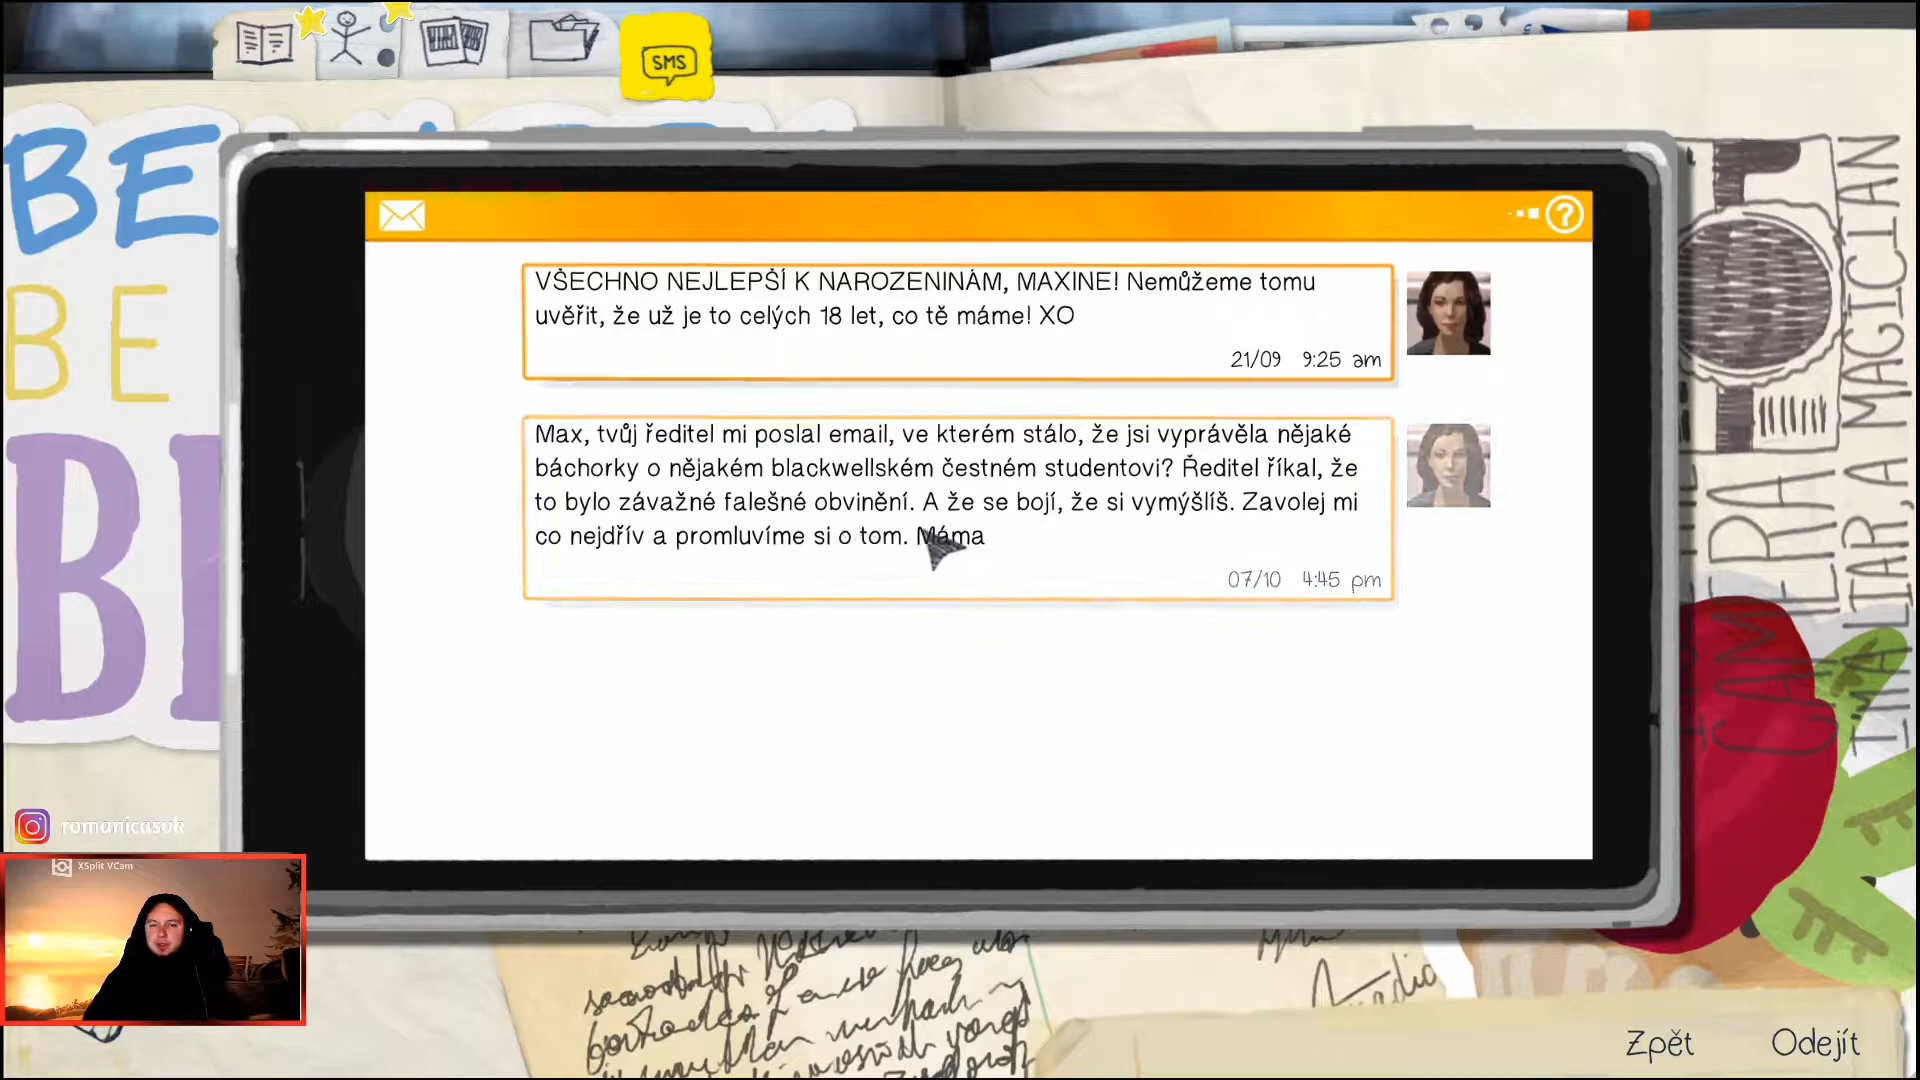 SMS
BE
BE
VŠECHNO NEJLEPŠÍ K NAROZENINÁM, MAXINE! Nemůžeme tomu
uvěřit, že už je to celých 18 let, co tě máme! XO
21/09 9:25 am
Max, tvůj ředitel mi poslal email, ve kterém stálo, že jsi vyprávěla nějaké
báchorky o nějakém blackwellském čestném studentovi? Ředitel říkal, že
to bylo závažné falešné obvinění. A že se bojí, že si vymýšlíš. Zavolej mi
co nejdřív a promluvíme si o tom. Máma
07/10 4:45 pm
CAMERA
LIAR, A MAGICIAN
romanicasuk
XSplit VCam
Zpět
Odejít